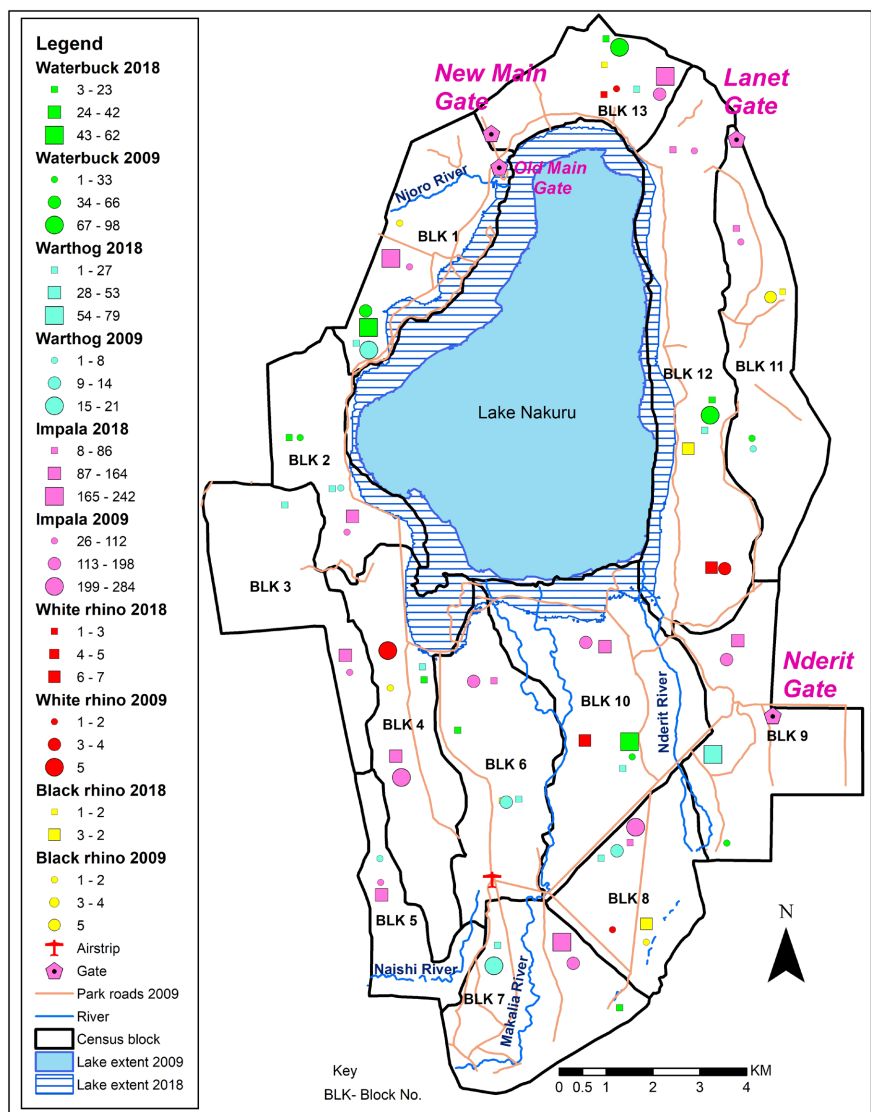 Legend
Waterbuck 2018
3 - 23
24 - 42
43 - 62
Waterbuck 2009
1 - 33
34 - 66
67 - 98
Warthog 2018
1 - 27
28 - 53
54 - 79
Warthog 2009
1 - 8
9 - 14
15 - 21
Impala 2018
8 - 86
87 - 164
165 - 242
Impala 2009
26 - 112
113 - 198
199 - 284
White rhino 2018
1 - 3
4 - 5
6 - 7
White rhino 2009
1 - 2
3 - 4
5
Black rhino 2018
1 - 2
3 - 2
Black rhino 2009
1 - 2
3 - 4
5
Airstrip
Gate
Park roads 2009
River
Census block
Lake extent 2009
Lake extent 2018
New Main
Gate
Lanet
Gate
BLK 13
Old Main
Gate
Njoro River
BLK 1
BLK 12
BLK 11
Lake Nakuru
BLK 2
BLK 3
Nderit
Gate
BLK 4
BLK 10
Nderit River
BLK 9
BLK 6
BLK 8
BLK 5
Naishi River
BLK 7
Makalia River
N
Key
BLK- Block No.
KM
0 0.5 1 2 3 4